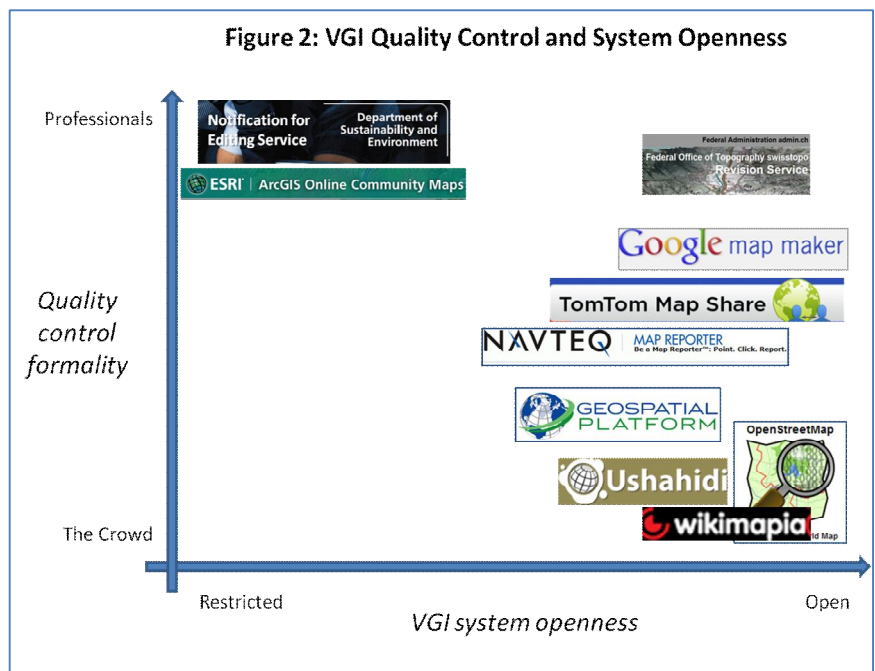 Figure 2: VGI Quality Control and System Openness
Professionals
Notification for
Editing Service
Department of
Sustainability and
Environment
ESRI | ArcGIS Online Community Maps
Federal Administration admin.ch
Federal Office of Topography swisstopo
Revision Service
Google map maker
Quality
control
formality
TomTom Map Share
NAVTEQ | MAP REPORTER
Be a Map Reporter™: Point. Click. Report.
GEOSPATIAL
PLATFORM
OpenStreetMap
Ushahidi
wikimapia
ld Map
The Crowd
Restricted
Open
VGI system openness